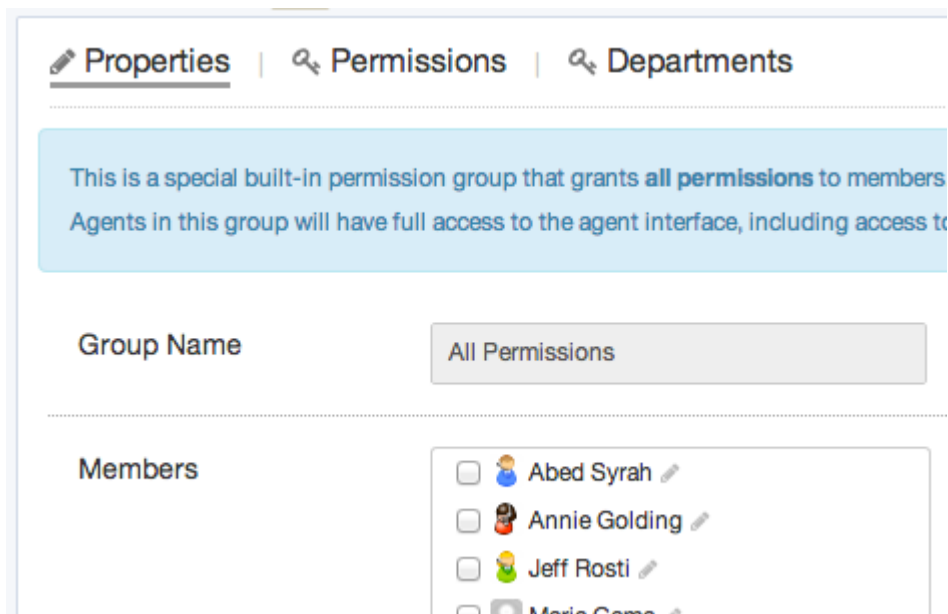 Properties | Permissions | Departments
This is a special built-in permission group that grants all permissions to members.
Agents in this group will have full access to the agent interface, including access to
Group Name
All Permissions
Members
Abed Syrah
Annie Golding
Jeff Rosti